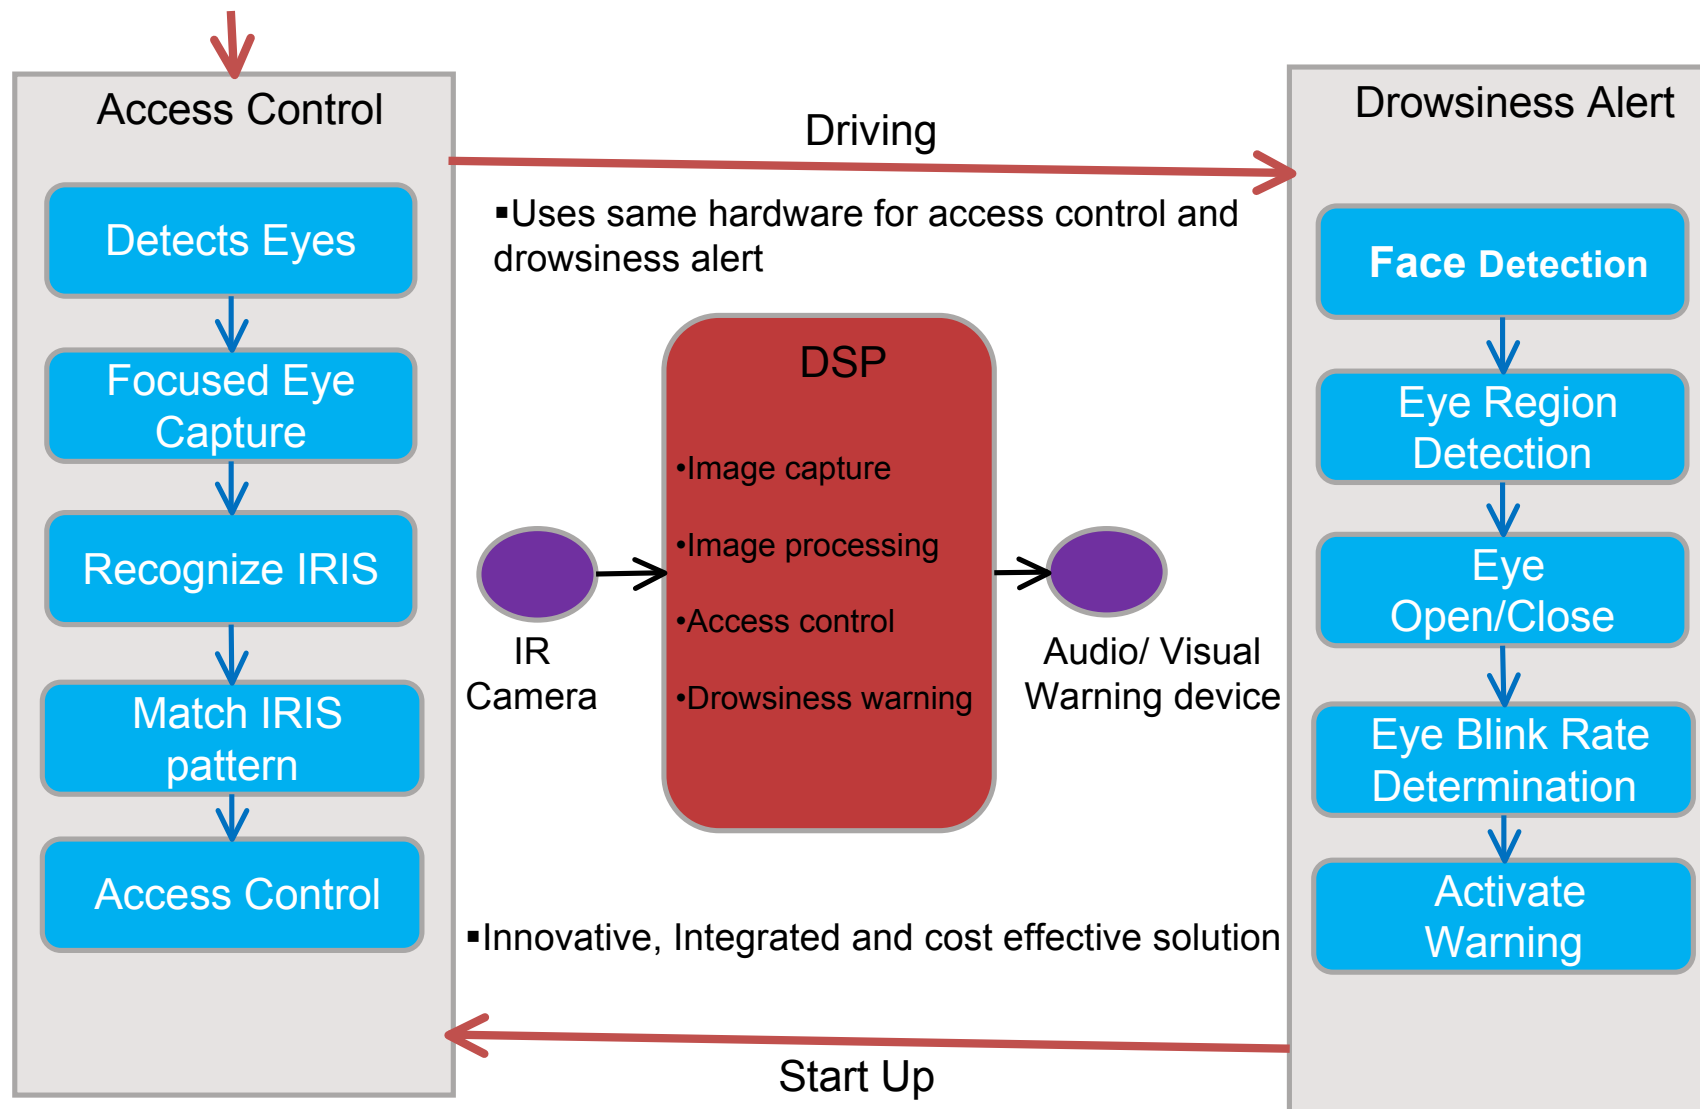 Access Control
Detects Eyes
Focused Eye
Capture
Recognize IRIS
Match IRIS
pattern
Access Control
Driving
▪Uses same hardware for access control and
drowsiness alert
DSP
•Image capture
•Image processing
•Access control
•Drowsiness warning
IR
Camera
Audio/ Visual
Warning device
▪Innovative, Integrated and cost effective solution
Start Up
Drowsiness Alert
Face Detection
Eye Region
Detection
Eye
Open/Close
Eye Blink Rate
Determination
Activate
Warning